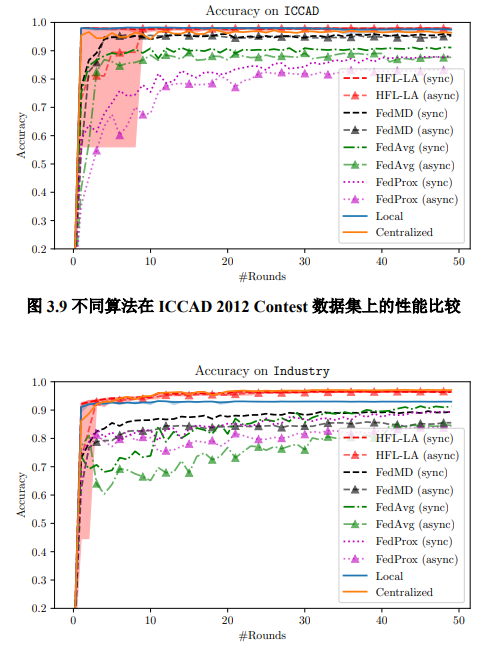 Accuracy on ICCAD
1.0
0.9
0.8
0.7
0.6
0.5
0.4
0.3
0.2
Accuracy
HFL-LA (sync)
HFL-LA (async)
FedMD (sync)
FedMD (async)
FedAvg (sync)
FedAvg (async)
FedProx (sync)
FedProx (async)
Local
Centralized
0 10 20 30 40 50
#Rounds
图 3.9 不同算法在 ICCAD 2012 Contest 数据集上的性能比较
Accuracy on Industry
1.0
0.9
0.8
0.7
0.6
0.5
0.4
0.3
0.2
Accuracy
HFL-LA (sync)
HFL-LA (async)
FedMD (sync)
FedMD (async)
FedAvg (sync)
FedAvg (async)
FedProx (sync)
FedProx (async)
Local
Centralized
0 10 20 30 40 50
#Rounds